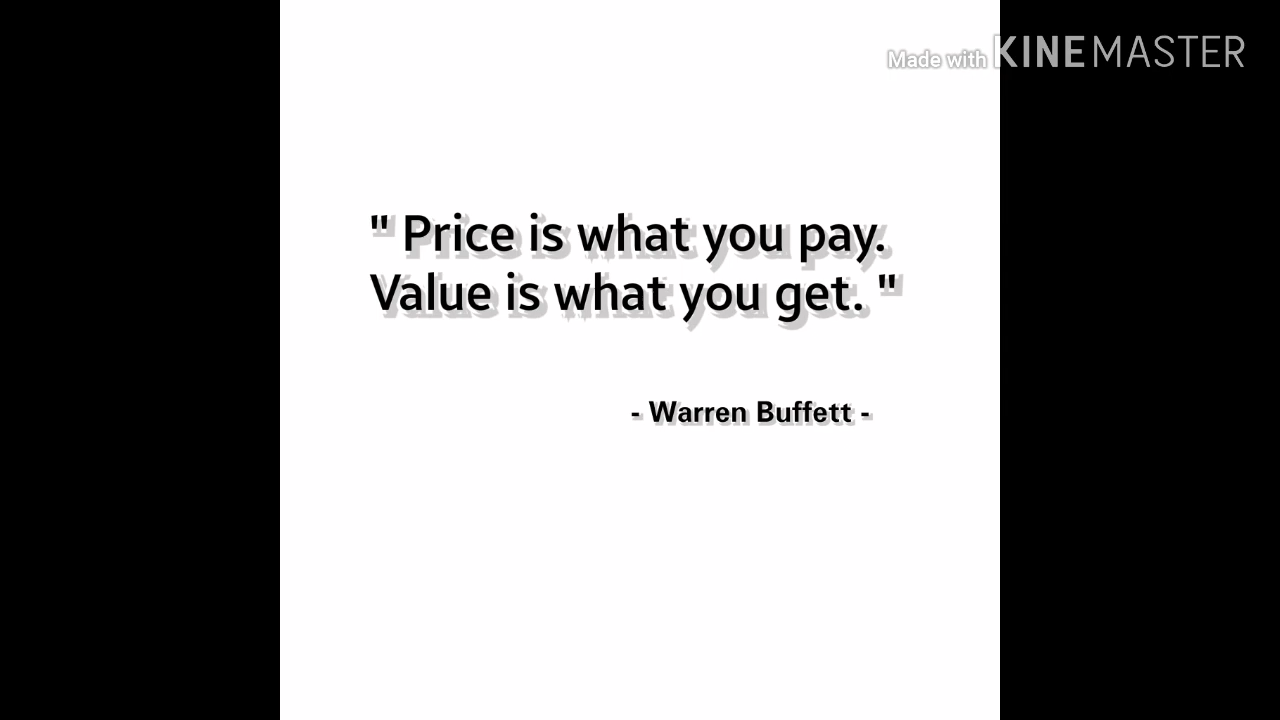 Made with KINEMASTER
" Price is what you pay.
Value is what you get. "
- Warren Buffett -